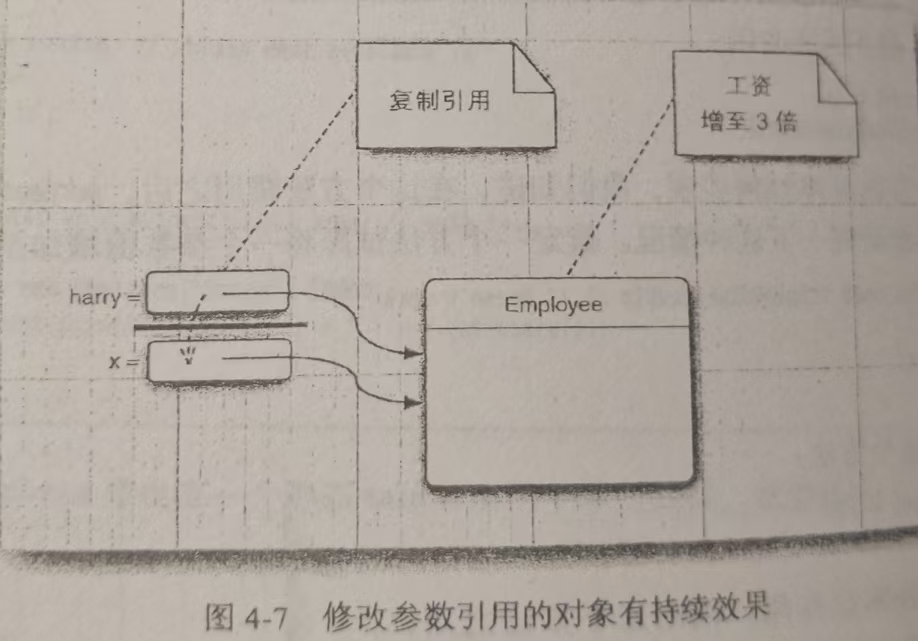 复制引用
工资
增至 3 倍
harry =
Employee
x =
图 4-7 修改参数引用的对象有持续效果